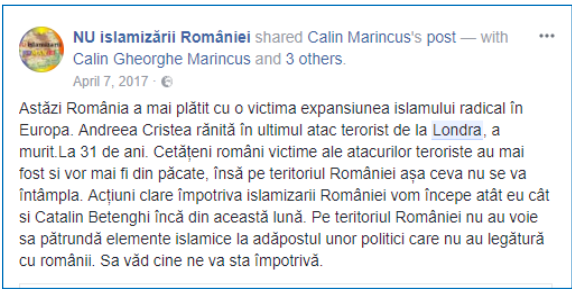 NU islamizării României shared Calin Marincus's post — with
Calin Gheorghe Marincus and 3 others.
April 7, 2017 ·
Astăzi România a mai plătit cu o victima expansiunea islamului radical în
Europa. Andreea Cristea rănită în ultimul atac terorist de la Londra, a
murit.La 31 de ani. Cetățeni români victime ale atacurilor teroriste au mai
fost si vor mai fi din păcate, însă pe teritoriul României așa ceva nu se va
întâmpla. Acțiuni clare împotriva islamizarii României vom începe atât eu cât
si Catalin Betenghi încă din această lună. Pe teritoriul României nu au voie
sa pătrundă elemente islamice la adăpostul unor politici care nu au legătură
cu românii. Sa văd cine ne va sta împotrivă.